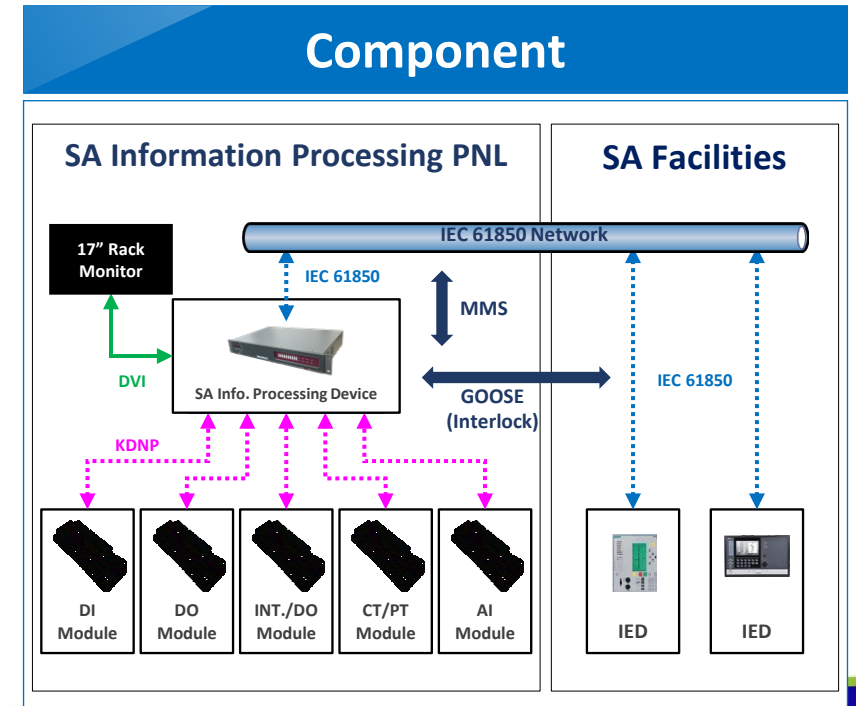 Component
SA Information Processing PNL
SA Facilities
IEC 61850 Network
17” Rack
Monitor
IEC 61850
MMS
DVI
SA Info. Processing Device
GOOSE
(Interlock)
IEC 61850
KDNP
DI
Module
DO
Module
INT./DO
Module
CT/PT
Module
AI
Module
IED
IED